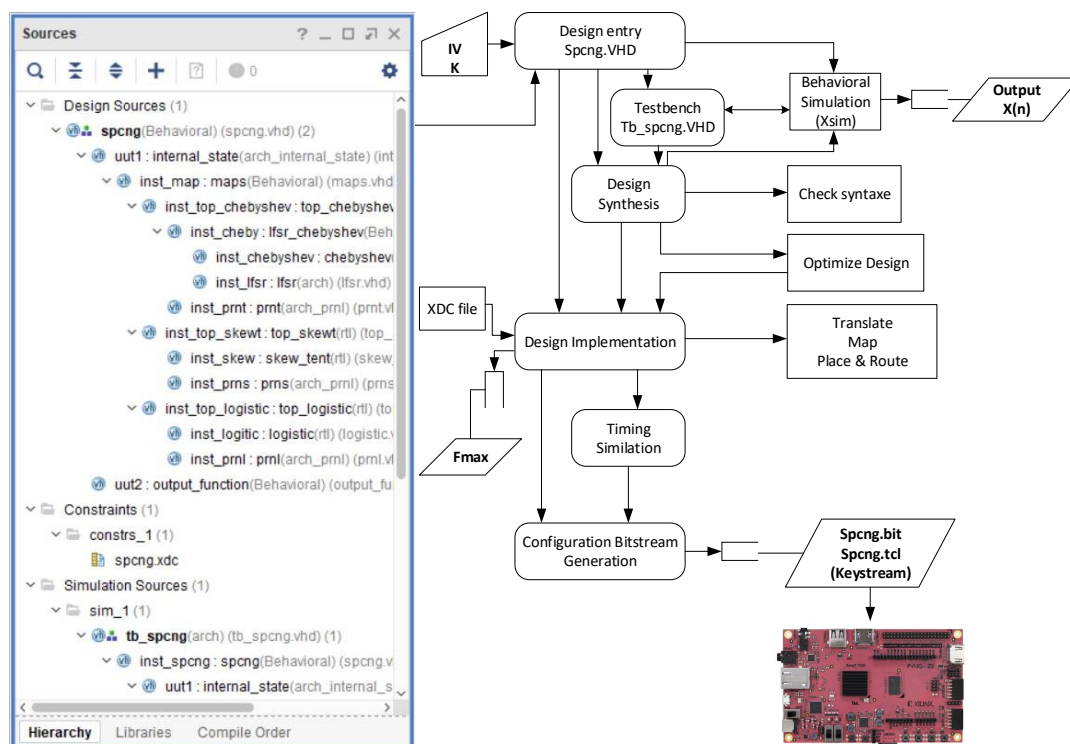 Sources
? _ □ ↗ ×
0
Design Sources (1)
spcng(Behavioral) (spcng.vhd) (2)
uut1 : internal_state(arch_internal_state) (int
inst_map : maps(Behavioral) (maps.vhd
inst_top_chebyshev : top_chebyshev
inst_cheby : lfsr_chebyshev(Beh
inst_chebyshev : chebyshev(
inst_lfsr : lfsr(arch) (lfsr.vhd)
inst_prnt : prnt(arch_prnl) (prnt.vl
inst_top_skewt : top_skewt(rtl) (top_
inst_skew : skew_tent(rtl) (skew_
inst_prns : prns(arch_prnl) (prns
inst_top_logistic : top_logistic(rtl) (to
inst_logitic : logistic(rtl) (logistic.v
inst_prnl : prnl(arch_prnl) (prnl.vl
uut2 : output_function(Behavioral) (output_fu
Constraints (1)
constrs_1 (1)
spcng.xdc
Simulation Sources (1)
sim_1 (1)
tb_spcng(arch) (tb_spcng.vhd) (1)
inst_spcng : spcng(Behavioral) (spcng.v
uut1 : internal_state(arch_internal_s
Hierarchy Libraries Compile Order
IV
K
Design entry
Spcng.VHD
Testbench
Tb_spcng.VHD
Behavioral
Simulation
(Xsim)
Output
X(n)
Design
Synthesis
Check syntaxe
Optimize Design
XDC file
Design Implementation
Translate
Map
Place & Route
Fmax
Timing
Similation
Configuration Bitstream
Generation
Spcng.bit
Spcng.tcl
(Keystream)
XILINX